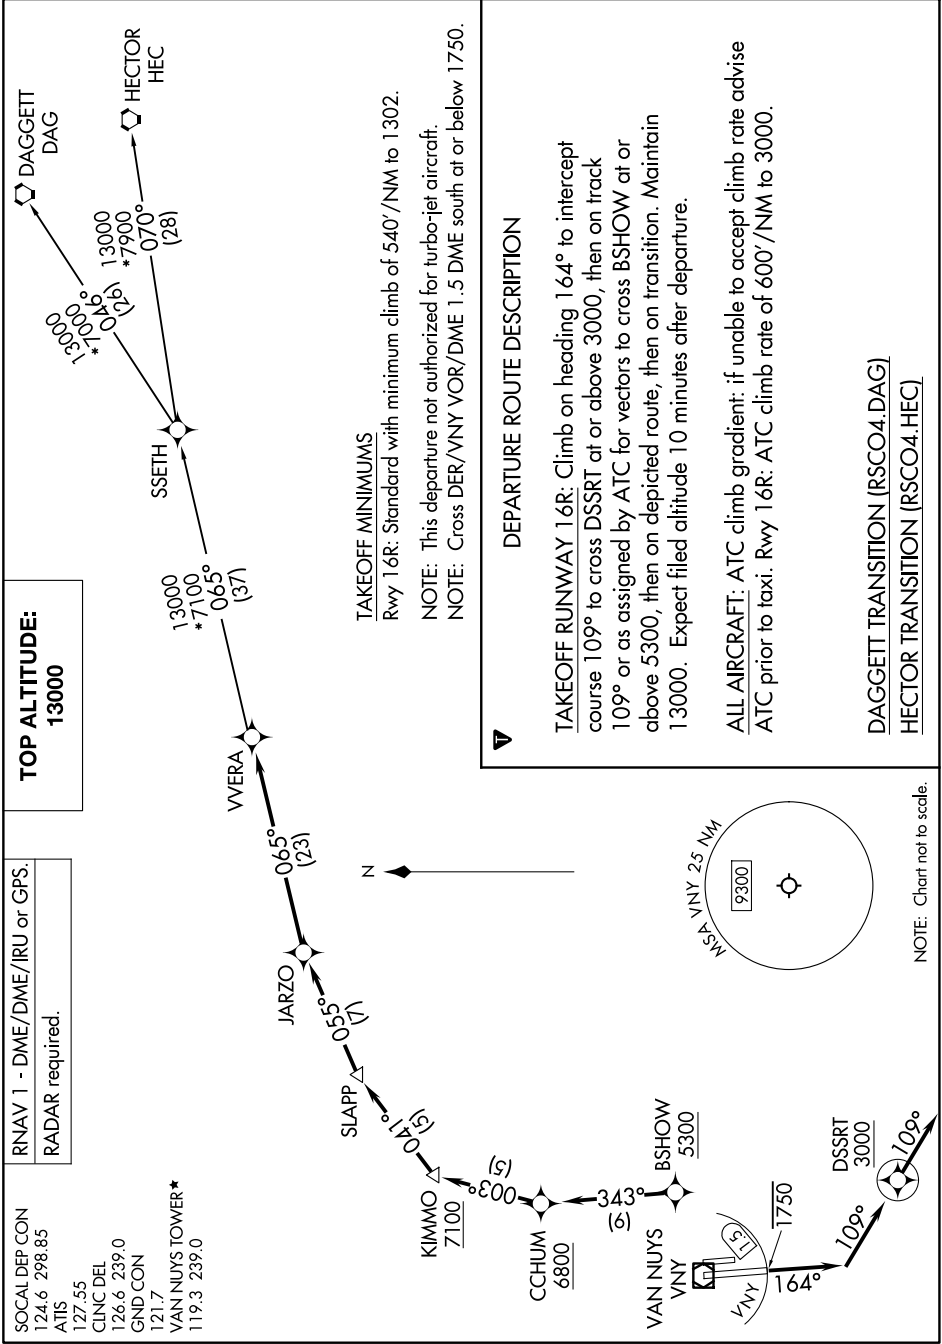 SOCAL DEP CON
124.6 298.85
ATIS
127.55
CLNC DEL
126.6 239.0
GND CON
121.7
VAN NUYS TOWER★
119.3 239.0
RNAV 1 - DME/DME/IRU or GPS.
RADAR required.
TOP ALTITUDE:
13000
DAGGETT
DAG
HECTOR
HEC
13000
*7000
046°
(26)
13000
*7900
070°
(28)
SSETH
13000
*7100
065°
(37)
VVERA
065°
(23)
JARZO
055°
(7)
SLAPP
041°
(5)
KIMMO
7100
003°
(5)
CCHUM
6800
343°
(6)
BSHOW
5300
VAN NUYS
VNY
1.5
VNY
1750
164°
109°
DSSRT
3000
109°
N
MSA VNY 25 NM
9300
NOTE: Chart not to scale.
TAKEOFF MINIMUMS
Rwy 16R: Standard with minimum climb of 540'/NM to 1302.
NOTE: This departure not authorized for turbo-jet aircraft.
NOTE: Cross DER/VNY VOR/DME 1.5 DME south at or below 1750.
T
DEPARTURE ROUTE DESCRIPTION
TAKEOFF RUNWAY 16R: Climb on heading 164° to intercept
course 109° to cross DSSRT at or above 3000, then on track
109° or as assigned by ATC for vectors to cross BSHOW at or
above 5300, then on depicted route, then on transition. Maintain
13000. Expect filed altitude 10 minutes after departure.
ALL AIRCRAFT: ATC climb gradient: if unable to accept climb rate advise
ATC prior to taxi. Rwy 16R: ATC climb rate of 600'/NM to 3000.
DAGGETT TRANSITION (RSCO4.DAG)
HECTOR TRANSITION (RSCO4.HEC)